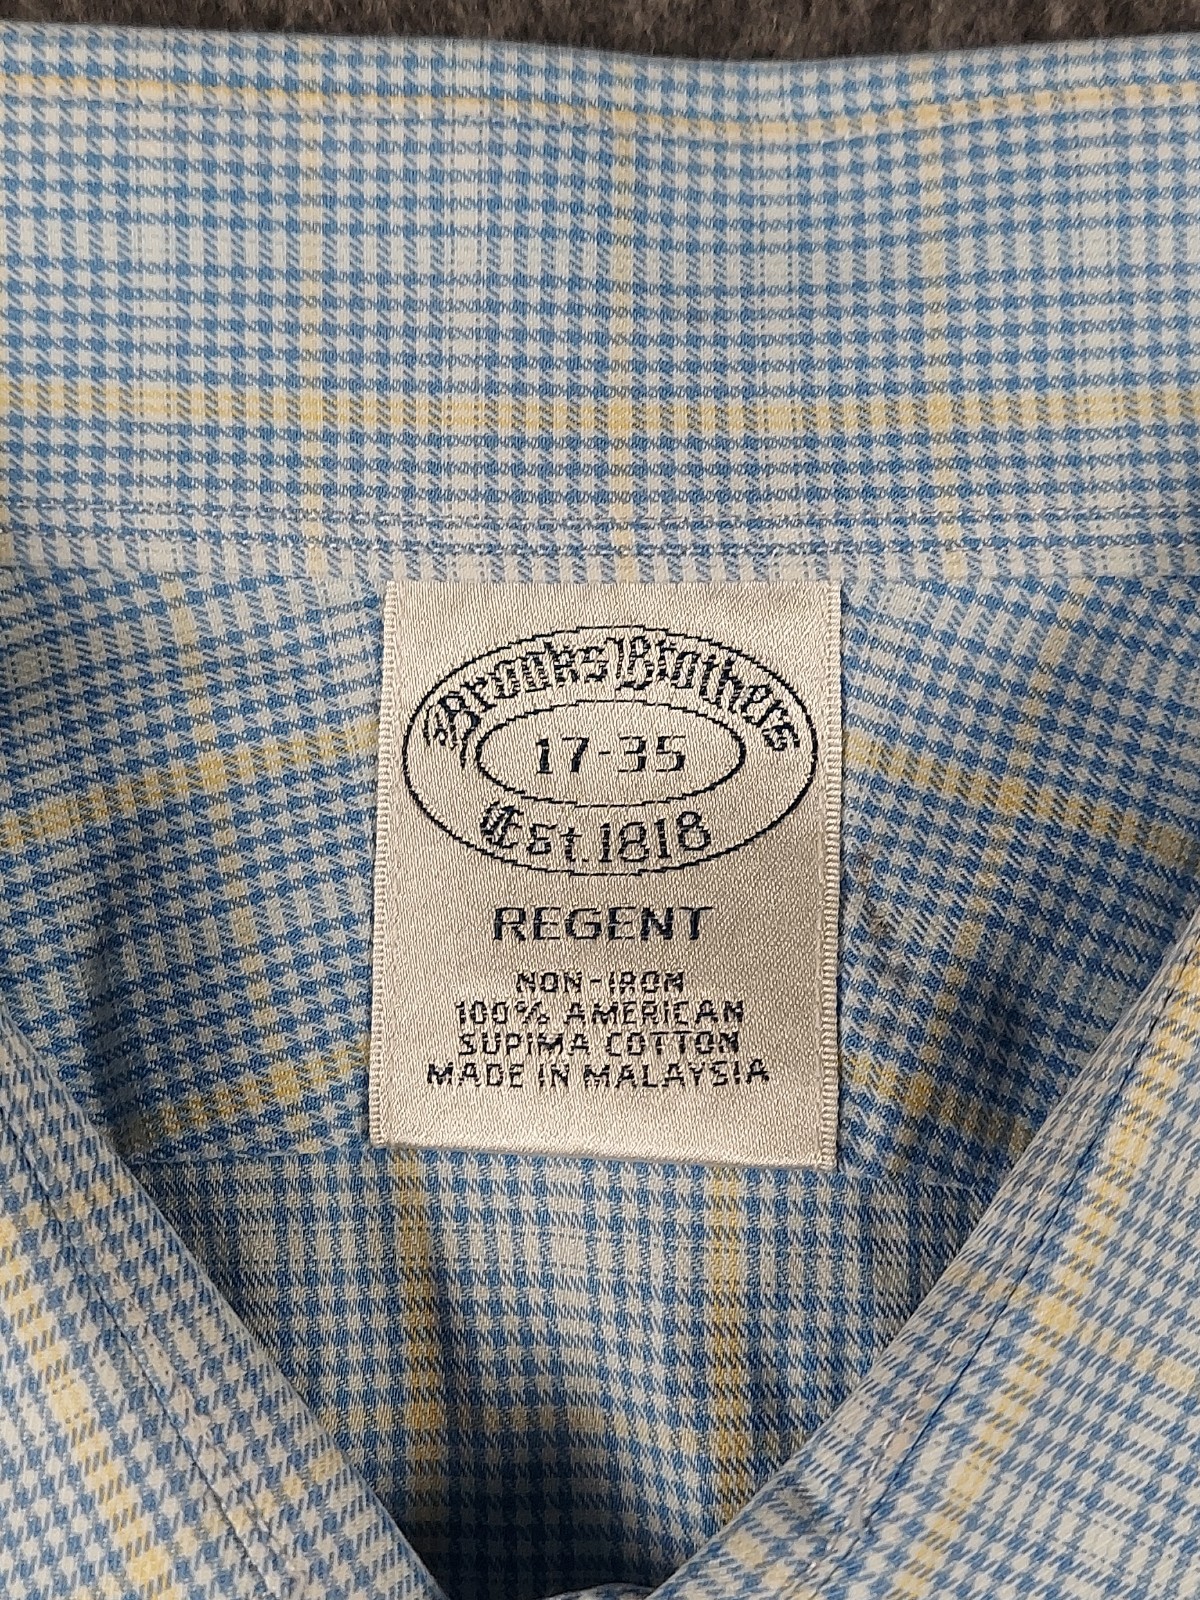 Brooks Brothers
17-35
Est. 1818
REGENT
NON-IRON
100% AMERICAN
SUPIMA COTTON
MADE IN MALAYSIA